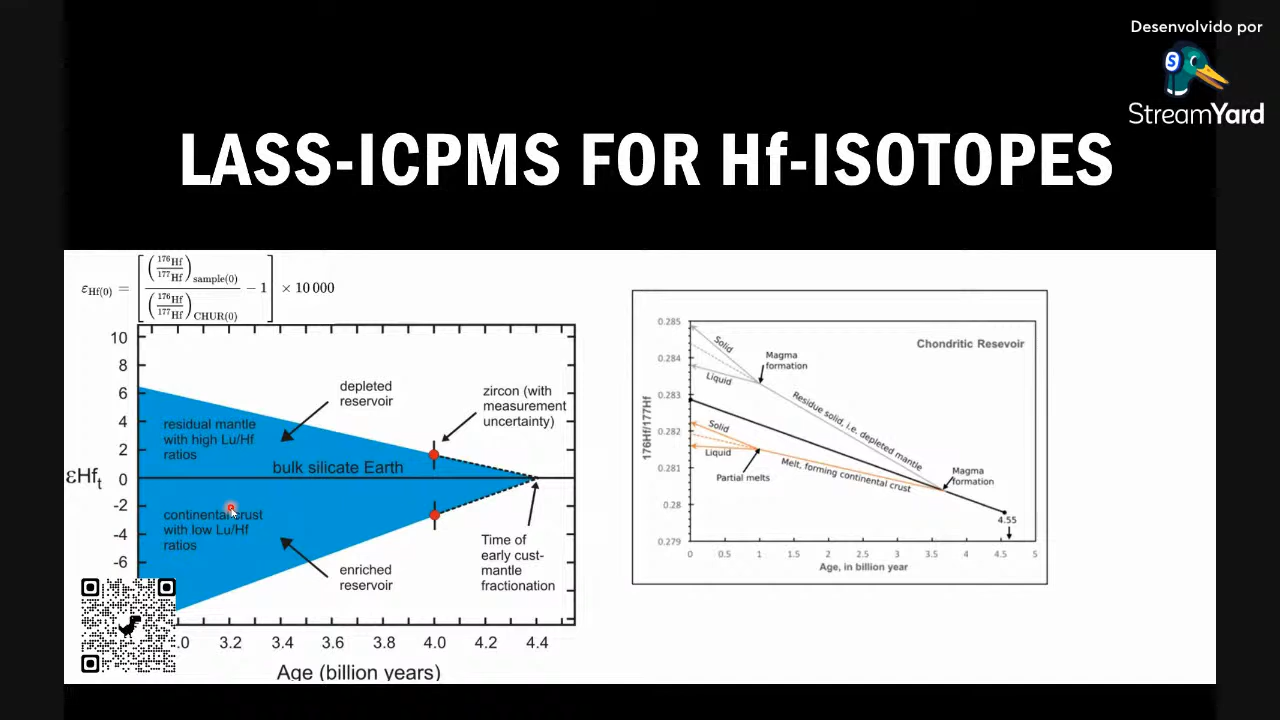 Desenvolvido por
StreamYard
LASS-ICPMS FOR Hf-ISOTOPES
εHf(0) = [ (176Hf/177Hf)sample(0) / (176Hf/177Hf)CHUR(0) − 1 ] × 10 000
10
8
6
4
2
0
-2
-4
-6
εHft
depleted
reservoir
zircon (with
measurement
uncertainty)
residual mantle
with high Lu/Hf
ratios
bulk silicate Earth
continental crust
with low Lu/Hf
ratios
enriched
reservoir
Time of
early cust-
mantle
fractionation
.0
3.2
3.4
3.6
3.8
4.0
4.2
4.4
Age (billion years)
0.285
0.284
0.283
0.282
0.281
0.28
0.279
176Hf/177Hf
Chondritic Resevoir
Solid
Magma
formation
Liquid
Residue solid, i.e. depleted mantle
Solid
Liquid
Melt, forming continental crust
Partial melts
Magma
formation
4.55
0
0.5
1
1.5
2
2.5
3
3.5
4
4.5
5
Age, in billion year